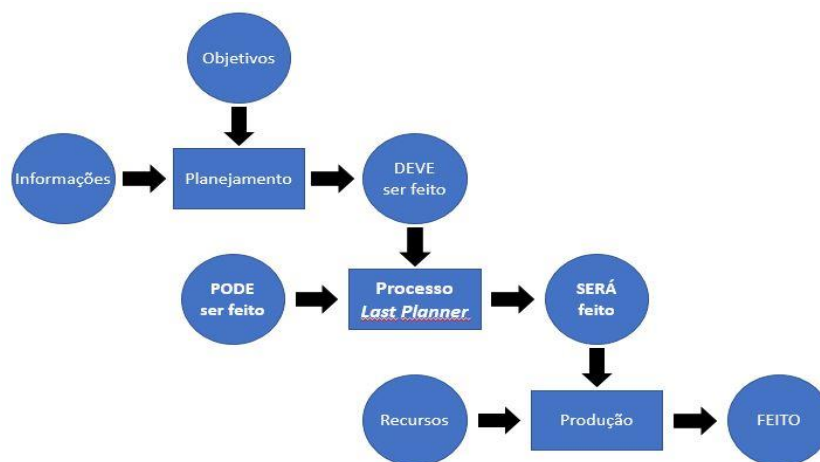 Objetivos
Informações
Planejamento
DEVE
ser feito
PODE
ser feito
Processo
Last Planner
SERÁ
feito
Recursos
Produção
FEITO